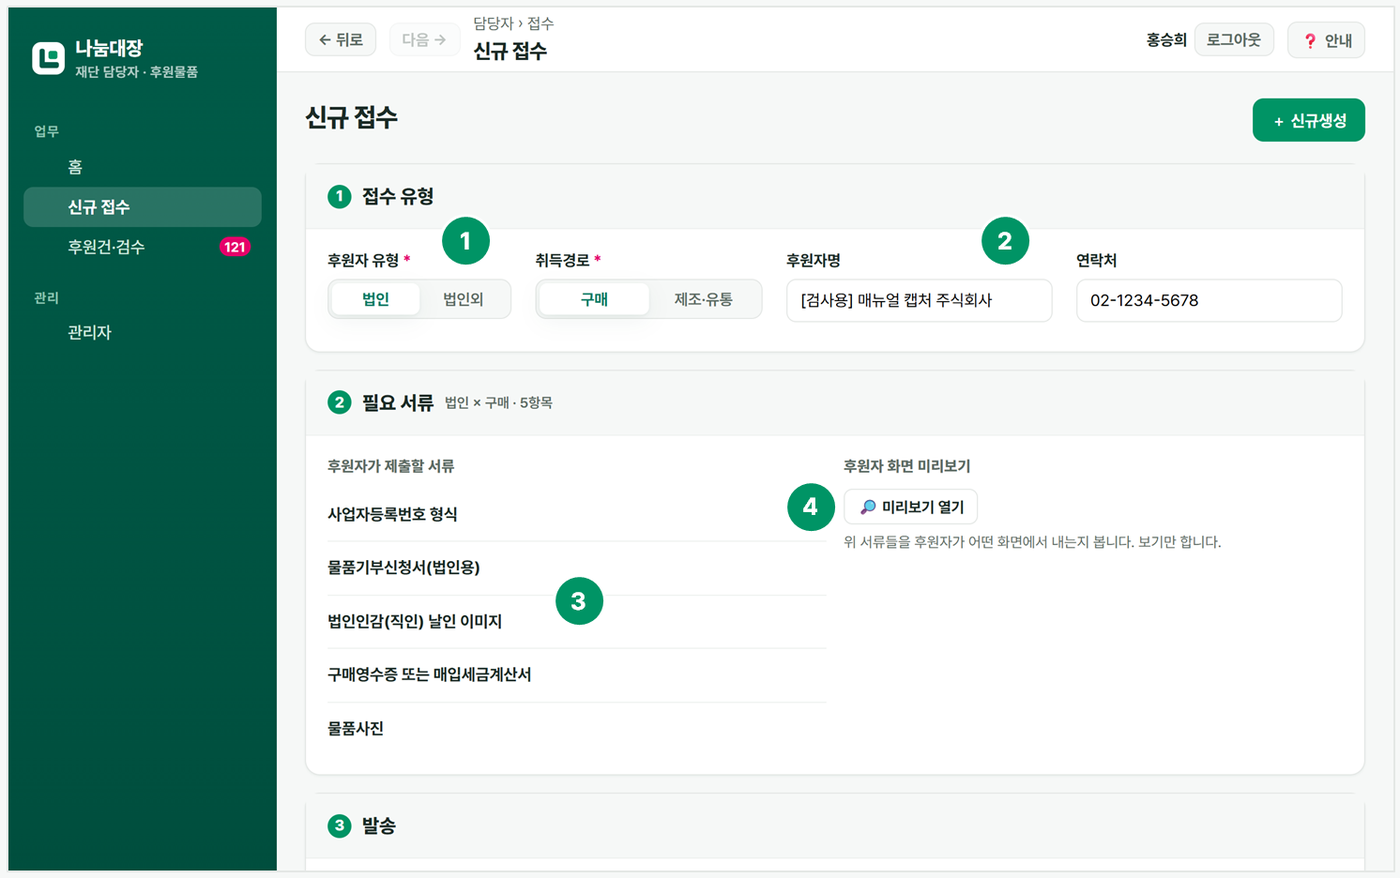 나눔대장
재단 담당자 · 후원물품
업무
홈
신규 접수
후원건·검수 121
관리
관리자
← 뒤로
다음 →
담당자 › 접수
신규 접수
홍승희
로그아웃
❓ 안내
신규 접수
+ 신규생성
1 접수 유형
1
2
후원자 유형 *
취득경로 *
후원자명
연락처
법인
법인외
구매
제조·유통
[검사용] 매뉴얼 캡처 주식회사
02-1234-5678
2 필요 서류 법인 × 구매 · 5항목
후원자가 제출할 서류
사업자등록번호 형식
물품기부신청서(법인용)
3
법인인감(직인) 날인 이미지
구매영수증 또는 매입세금계산서
물품사진
후원자 화면 미리보기
4
🔎 미리보기 열기
위 서류들을 후원자가 어떤 화면에서 내는지 봅니다. 보기만 합니다.
3 발송